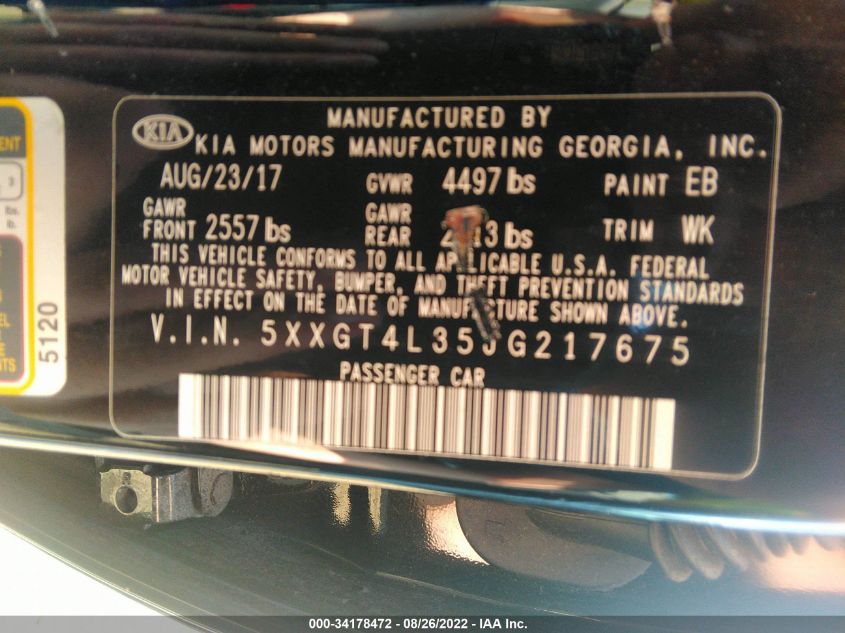 MANUFACTURED BY
KIA KIA MOTORS MANUFACTURING GEORGIA, INC.
AUG/23/17 GVWR 4497 lbs PAINT EB
GAWR FRONT 2557 lbs GAWR REAR TRIM WK
THIS VEHICLE CONFORMS TO ALL APPLICABLE U.S.A. FEDERAL
MOTOR VEHICLE SAFETY, BUMPER, AND THEFT PREVENTION STANDARDS
IN EFFECT ON THE DATE OF MANUFACTURE SHOWN ABOVE.
V.I.N. 5XXGT4L35JG217675
PASSENGER CAR
5120
000-34178472 - 08/26/2022 - IAA Inc.